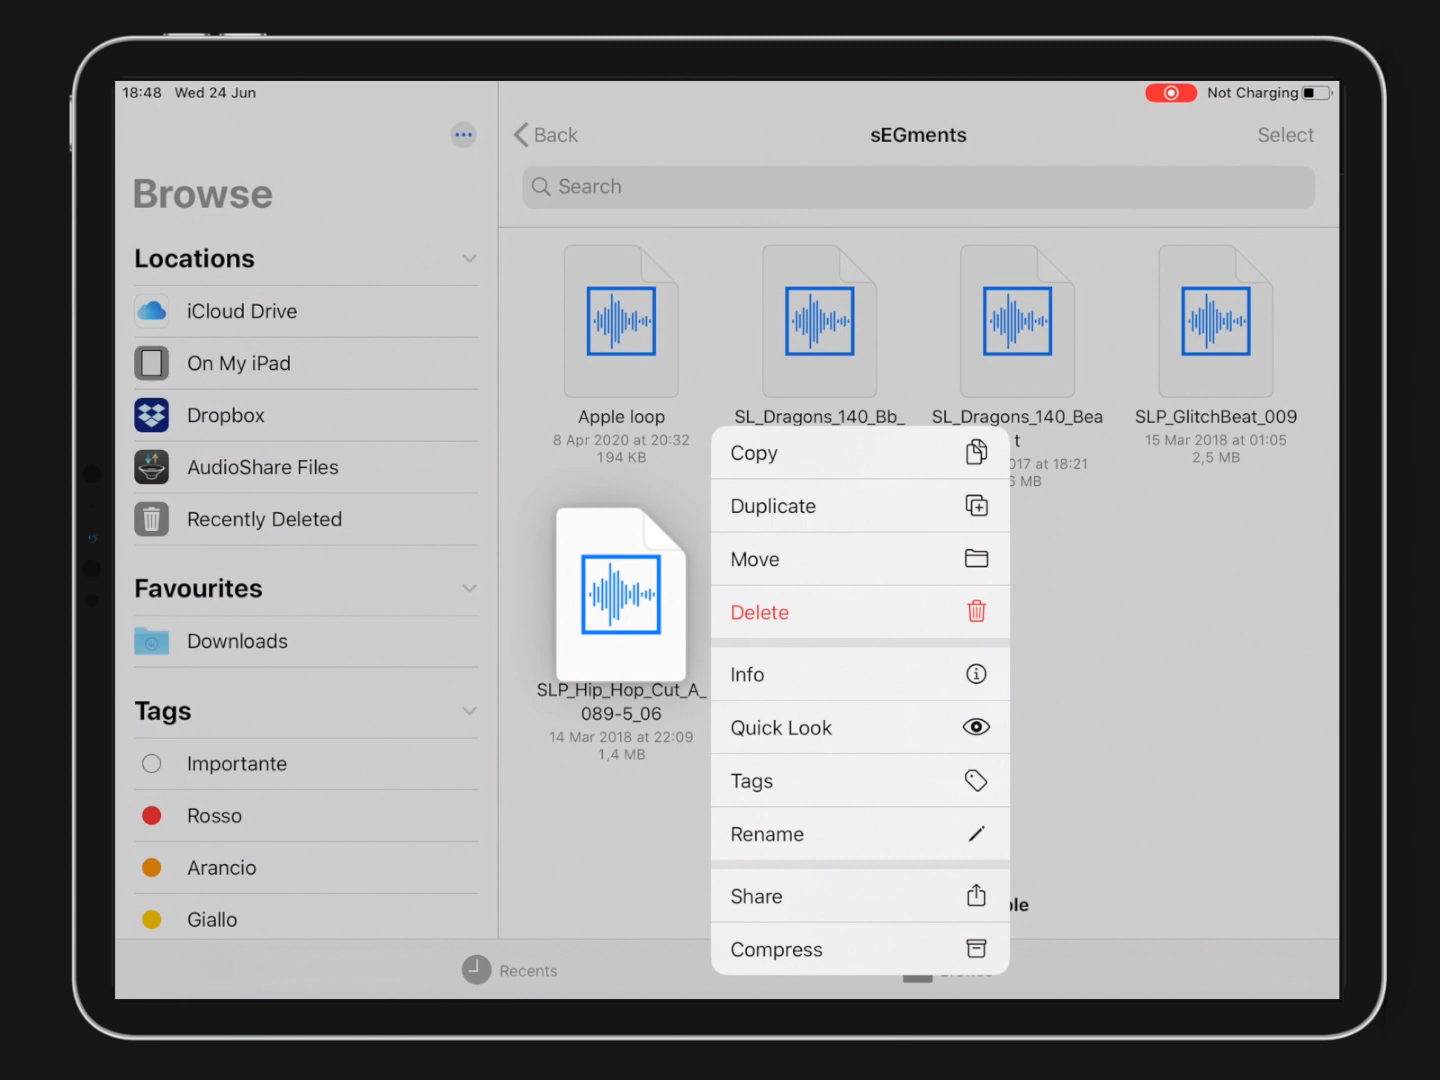 18:48 Wed 24 Jun
Not Charging
Back
sEGments
Select
Search
Browse
Locations
iCloud Drive
On My iPad
Dropbox
AudioShare Files
Recently Deleted
Favourites
Downloads
Tags
Importante
Rosso
Arancio
Giallo
Apple loop
8 Apr 2020 at 20:32
194 KB
SL_Dragons_140_Bb_
SL_Dragons_140_Bea
t
017 at 18:21
MB
SLP_GlitchBeat_009
15 Mar 2018 at 01:05
2,5 MB
SLP_Hip_Hop_Cut_A_
089-5_06
14 Mar 2018 at 22:09
1,4 MB
Copy
Duplicate
Move
Delete
Info
Quick Look
Tags
Rename
Share
Compress
Recents